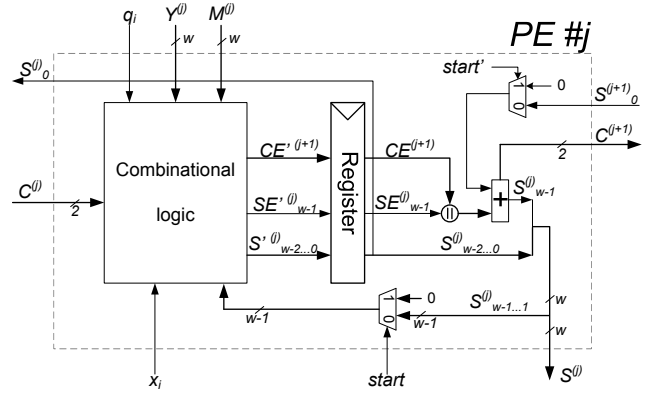 q_i Y^(j) M^(j) PE #j
w w
S^(j)_0 start' 1 0 0 S^(j+1)_0
C^(j+1)
2
Combinational logic
CE'^(j+1) Register CE^(j+1)
C^(j) 2
SE'^(j)_w-1 SE^(j)_w-1 || + S^(j)_w-1
S'^(j)_w-2...0 S^(j)_w-2...0
w-1 1 0 0 w-1 S^(j)_w-1...1 w
w
x_i start S^(j)